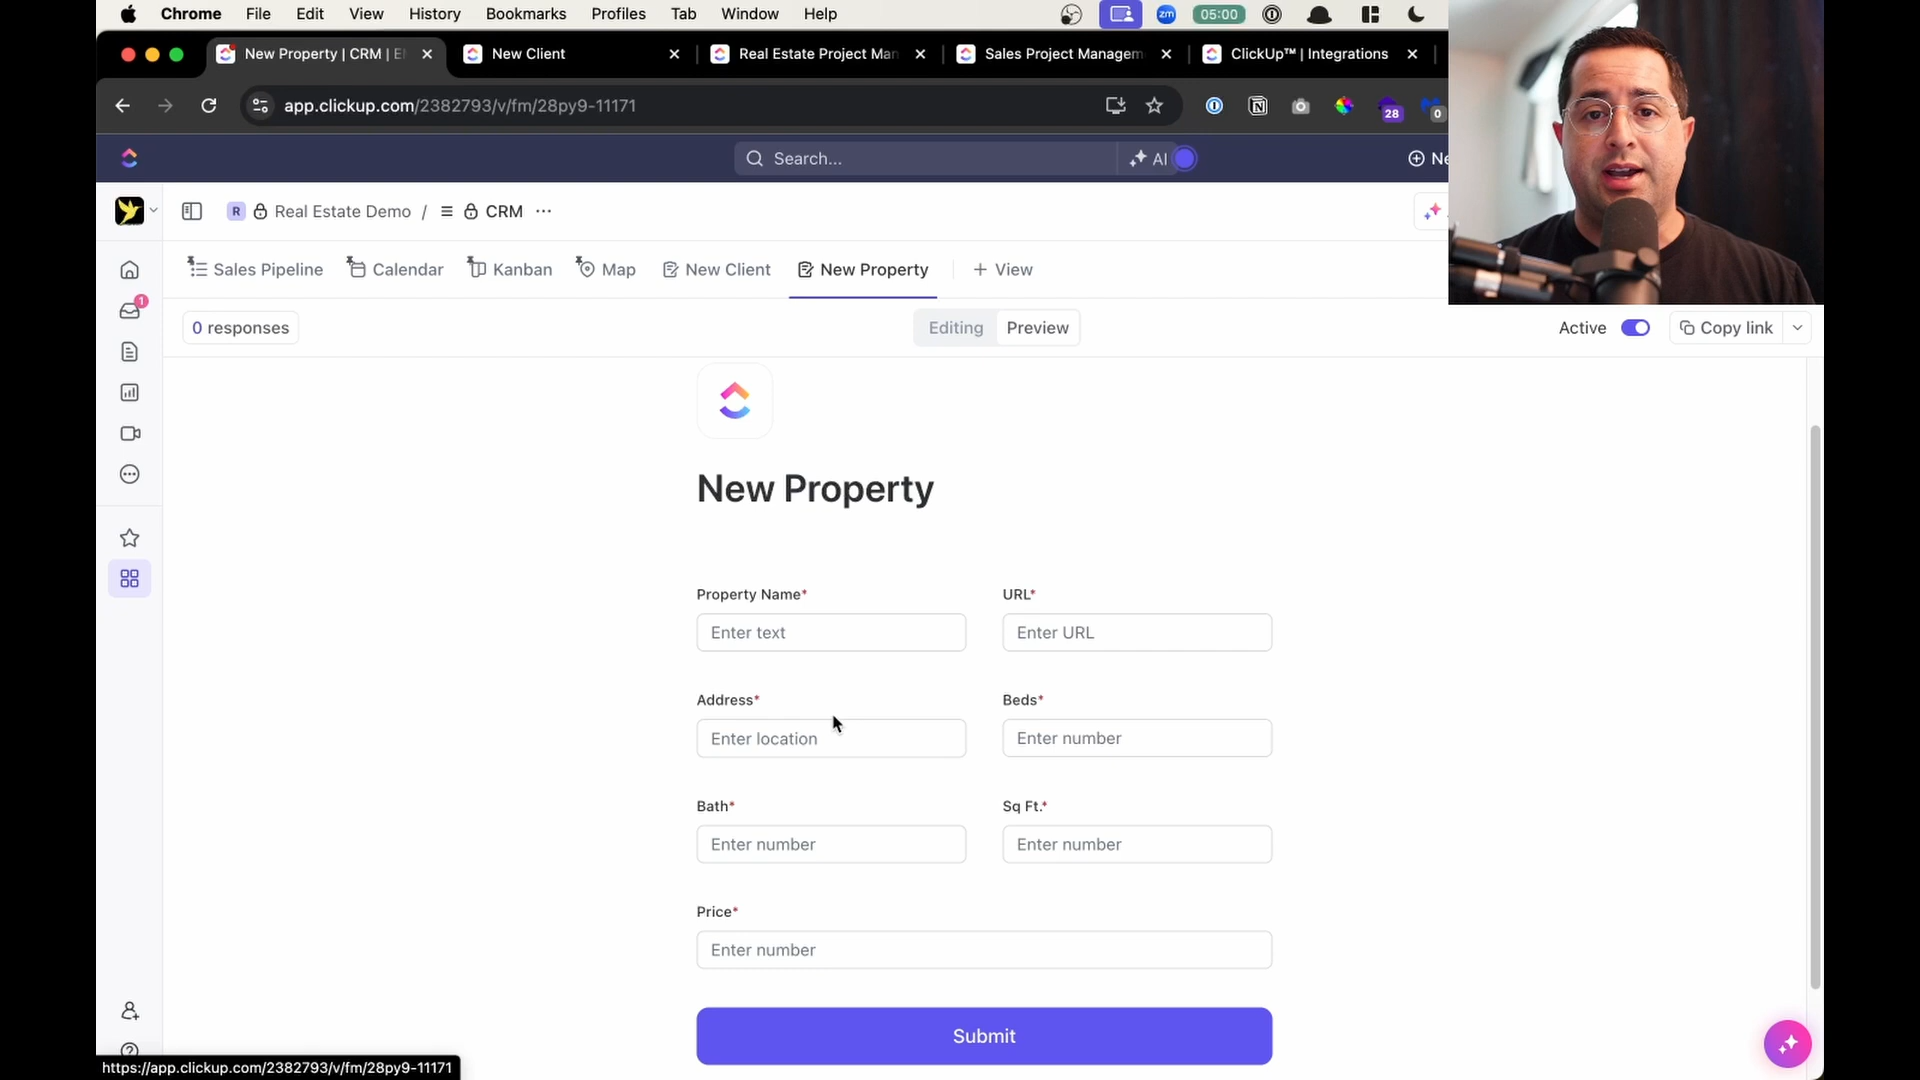 Chrome File Edit View History Bookmarks Profiles Tab Window Help zm 05:00
New Property | CRM | New Client Real Estate Project Man Sales Project Managem ClickUp™ | Integrations
app.clickup.com/2382793/v/fm/28py9-11171 28 0
Search... AI Ne
R Real Estate Demo / CRM ...
Sales Pipeline Calendar Kanban Map New Client New Property + View
1
0 responses Editing Preview Active Copy link
New Property
Property Name* URL*
Enter text Enter URL
Address* Beds*
Enter location Enter number
Bath* Sq Ft.*
Enter number Enter number
Price*
Enter number
Submit
https://app.clickup.com/2382793/v/fm/28py9-11171